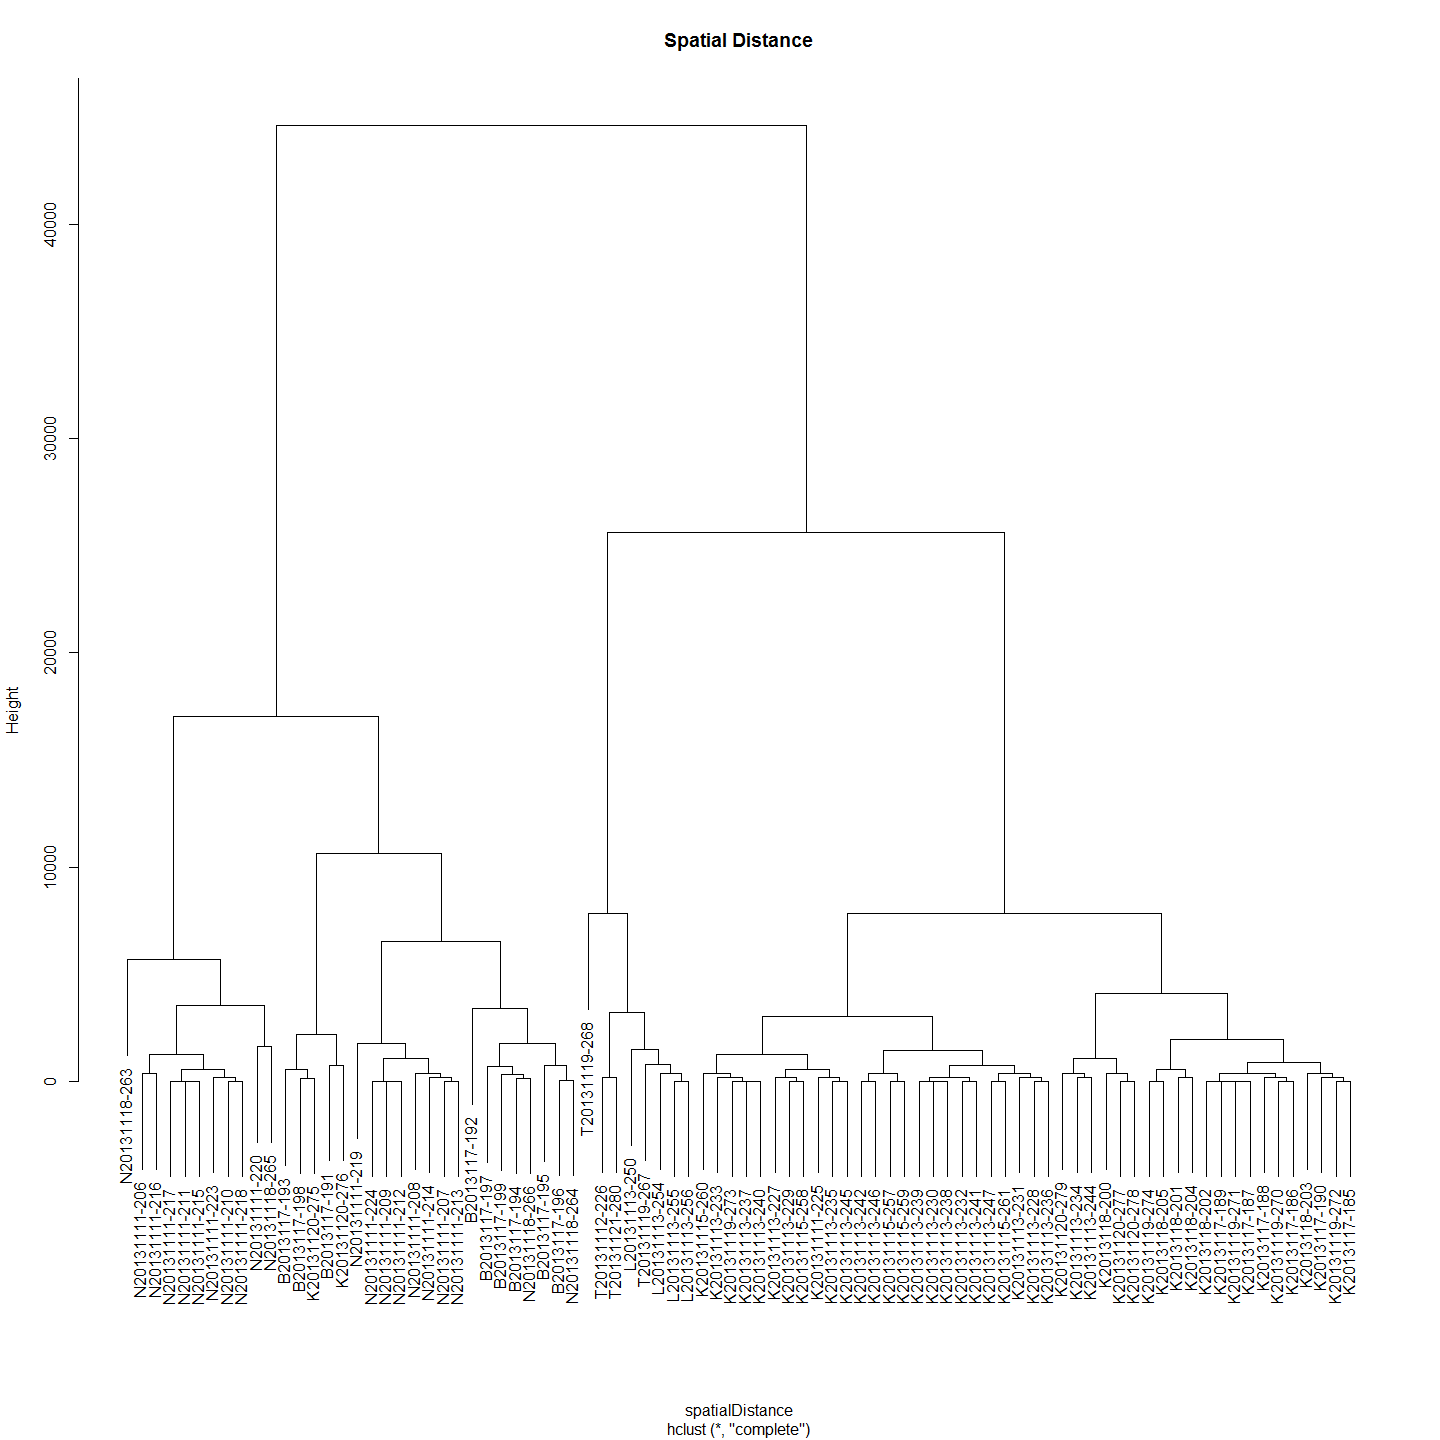 Spatial Distance
Height
0
10000
20000
30000
40000
N20131118-263
N20131111-206
N20131111-216
N20131111-217
N20131111-211
N20131111-215
N20131111-223
N20131111-210
N20131111-218
N20131111-220
N20131118-265
B20131117-193
B20131117-198
K20131120-275
B20131117-191
K20131120-276
N20131111-219
N20131111-224
N20131111-209
N20131111-212
N20131111-208
N20131111-214
N20131111-207
N20131111-213
B20131117-192
B20131117-197
B20131117-199
B20131117-194
N20131118-266
B20131117-195
B20131117-196
N20131118-264
T20131119-268
T20131112-226
T20131121-280
L20131113-250
T20131119-267
L20131113-254
L20131113-255
L20131113-256
K20131115-260
K20131113-233
K20131119-273
K20131113-237
K20131113-240
K20131113-227
K20131113-229
K20131115-258
K20131111-225
K20131113-235
K20131113-245
K20131113-242
K20131113-246
K20131115-257
K20131115-259
K20131113-239
K20131113-230
K20131113-238
K20131113-232
K20131113-241
K20131113-247
K20131115-261
K20131113-231
K20131113-228
K20131113-236
K20131120-279
K20131113-234
K20131113-244
K20131118-200
K20131120-277
K20131120-278
K20131119-274
K20131118-205
K20131118-201
K20131118-204
K20131118-202
K20131117-189
K20131119-271
K20131117-187
K20131117-188
K20131119-270
K20131117-186
K20131118-203
K20131117-190
K20131119-272
K20131117-185
spatialDistance
hclust (*, "complete")